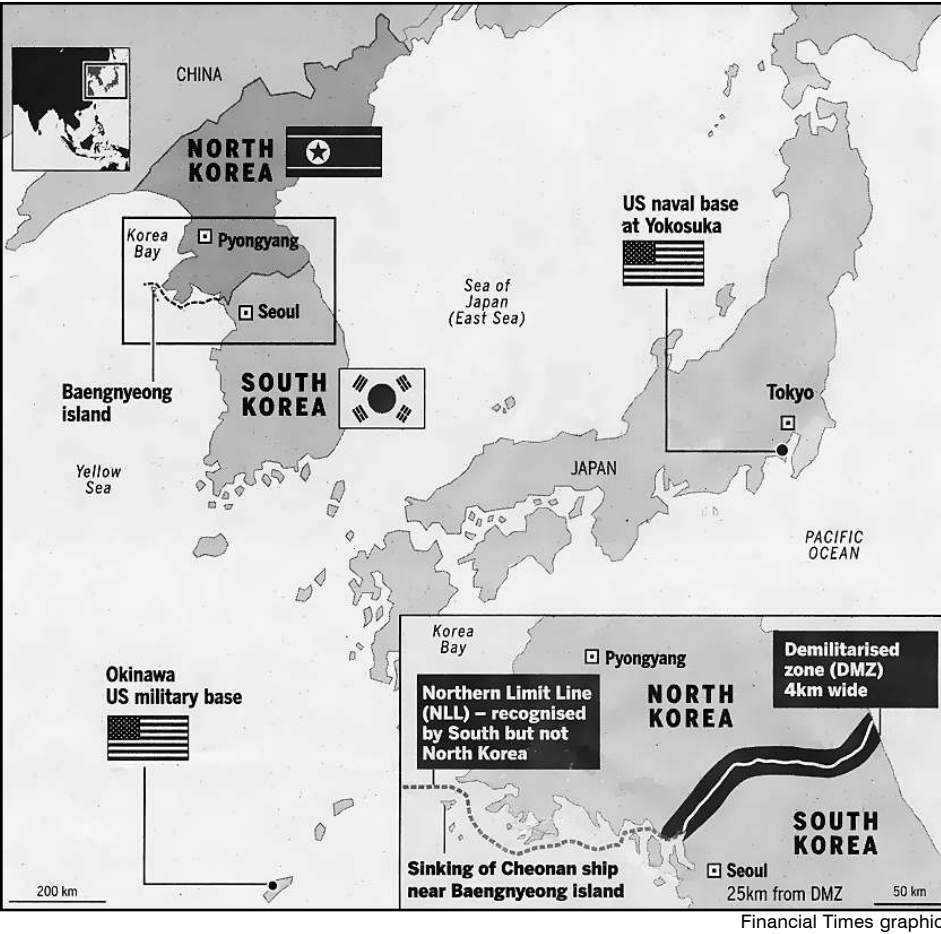 CHINA
NORTH
KOREA
Korea
Bay
Pyongyang
Seoul
Baengnyeong
island
SOUTH
KOREA
Yellow
Sea
Sea of
Japan
(East Sea)
US naval base
at Yokosuka
Tokyo
JAPAN
PACIFIC
OCEAN
Okinawa
US military base
200 km
Korea
Bay
Pyongyang
Demilitarised
zone (DMZ)
4km wide
Northern Limit Line
(NLL) – recognised
by South but not
North Korea
NORTH
KOREA
SOUTH
KOREA
Sinking of Cheonan ship
near Baengnyeong island
Seoul
25km from DMZ
50 km
Financial Times graphic